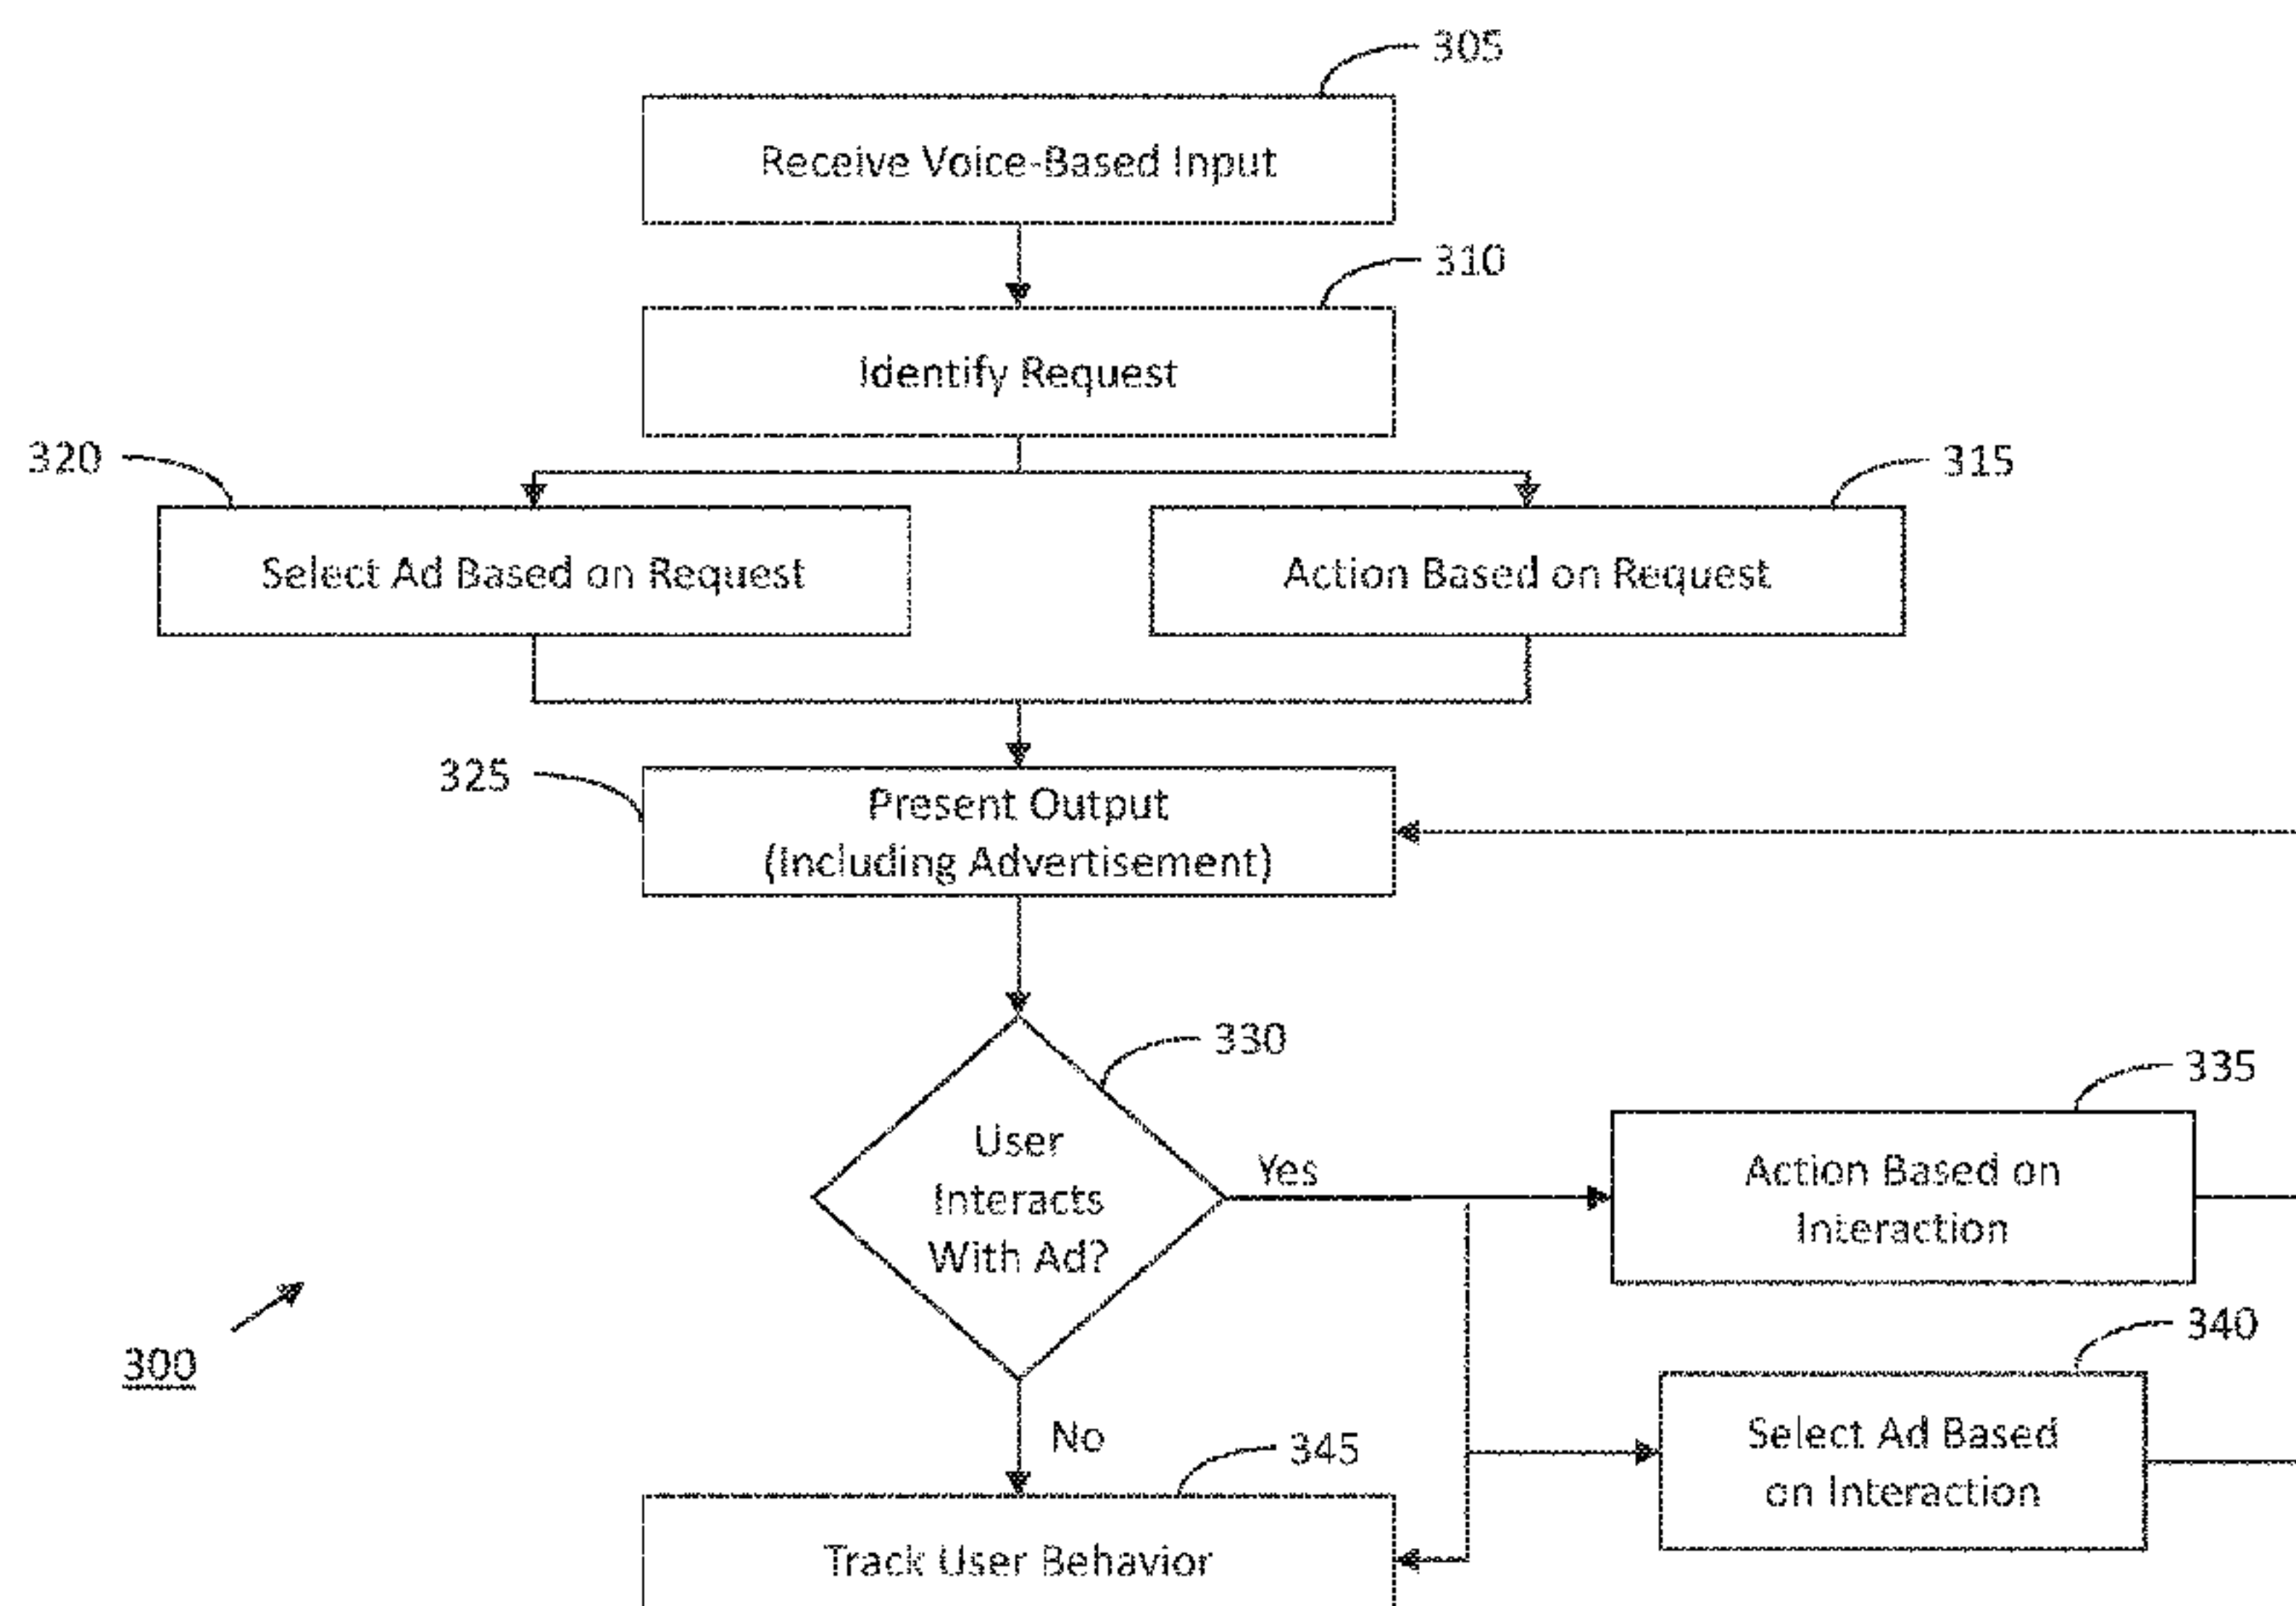 305
Receive Voice-Based Input
310
Identify Request
320
315
Select Ad Based on Request
Action Based on Request
325
Present Output
(Including Advertisement)
330
User
Interacts
With Ad?
Yes
335
Action Based on
Interaction
300
340
Select Ad Based
on Interaction
No
345
Track User Behavior